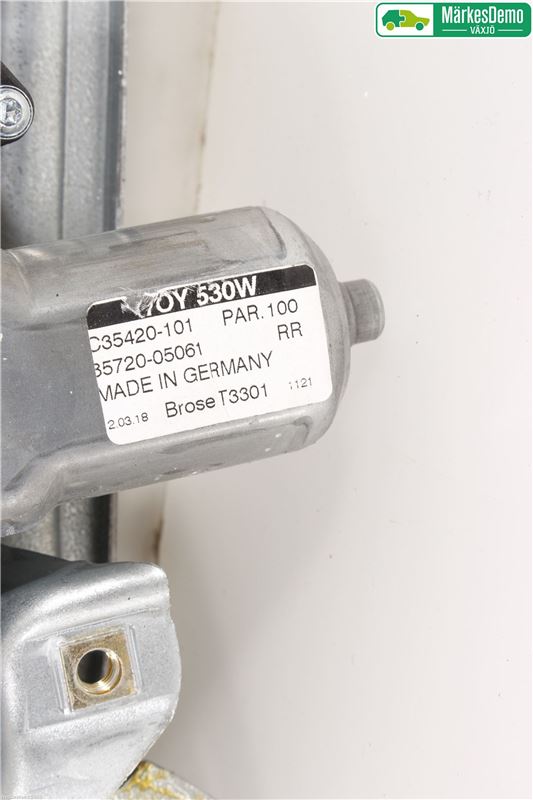 MärkesDemo
VÄXJÖ
TOY 530W
C35420-101 PAR.100
85720-05061 RR
MADE IN GERMANY
2.03.18 Brose T3301 1121